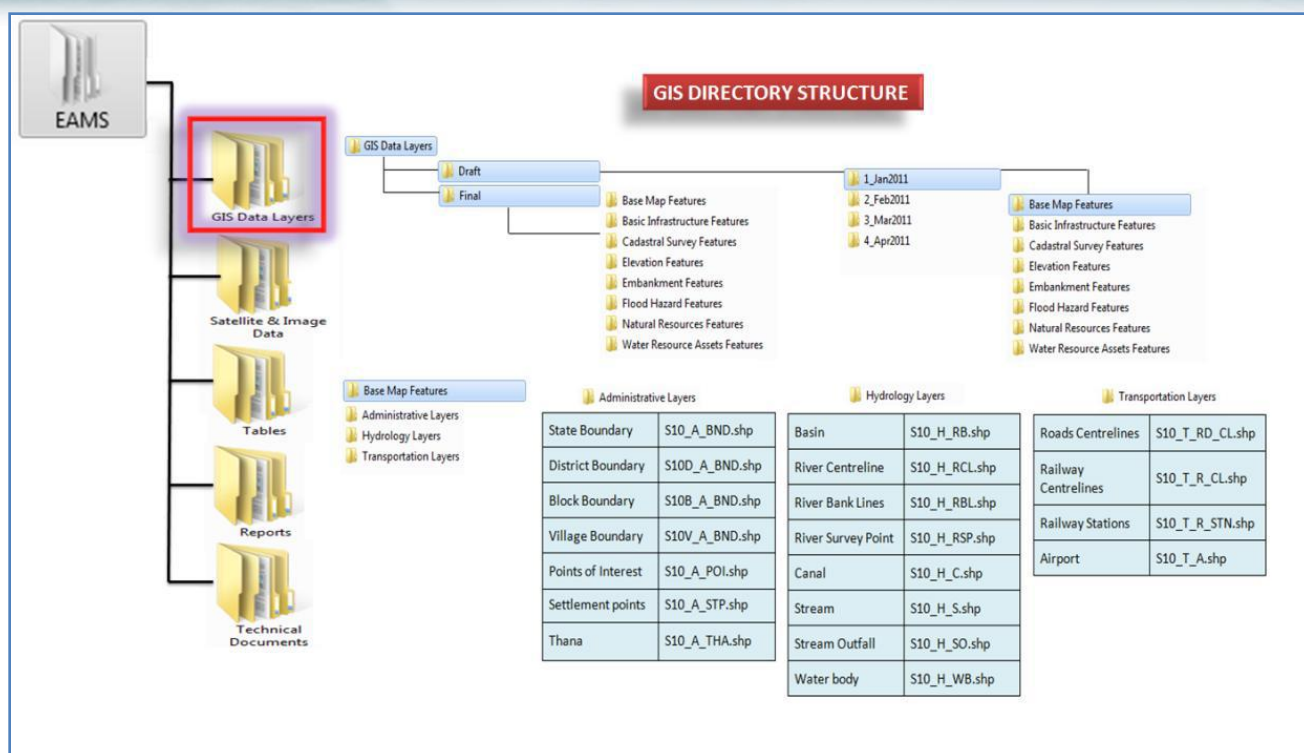 EAMS
GIS DIRECTORY STRUCTURE
GIS Data Layers
Satellite & Image
Data
Tables
Reports
Technical
Documents
GIS Data Layers
Draft
Final
Base Map Features
Basic Infrastructure Features
Cadastral Survey Features
Elevation Features
Embankment Features
Flood Hazard Features
Natural Resources Features
Water Resource Assets Features
1_Jan2011
2_Feb2011
3_Mar2011
4_Apr2011
Base Map Features
Basic Infrastructure Features
Cadastral Survey Features
Elevation Features
Embankment Features
Flood Hazard Features
Natural Resources Features
Water Resource Assets Features
Base Map Features
Administrative Layers
Hydrology Layers
Transportation Layers
Administrative Layers
State Boundary S10_A_BND.shp
District Boundary S10D_A_BND.shp
Block Boundary S10B_A_BND.shp
Village Boundary S10V_A_BND.shp
Points of Interest S10_A_POI.shp
Settlement points S10_A_STP.shp
Thana S10_A_THA.shp
Hydrology Layers
Basin S10_H_RB.shp
River Centreline S10_H_RCL.shp
River Bank Lines S10_H_RBL.shp
River Survey Point S10_H_RSP.shp
Canal S10_H_C.shp
Stream S10_H_S.shp
Stream Outfall S10_H_SO.shp
Water body S10_H_WB.shp
Transportation Layers
Roads Centrelines S10_T_RD_CL.shp
Railway
Centrelines S10_T_R_CL.shp
Railway Stations S10_T_R_STN.shp
Airport S10_T_A.shp